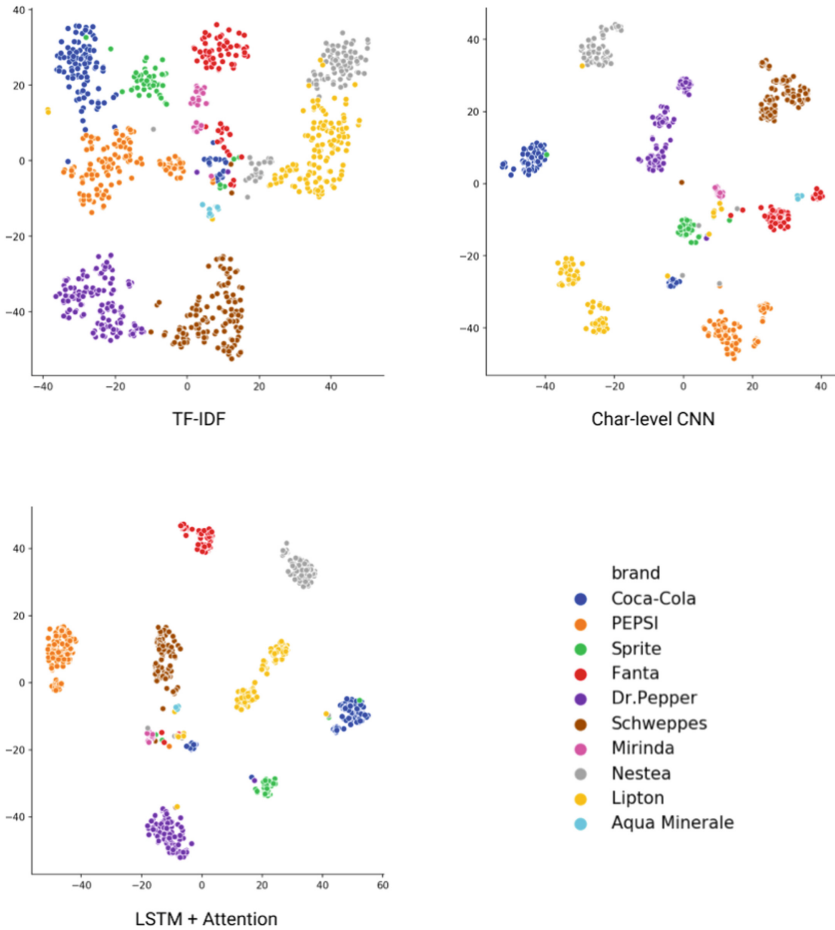 40
20
0
−20
−40
−40 −20 0 20 40
TF-IDF
40
20
0
−20
−40
−40 −20 0 20 40
Char-level CNN
40
20
0
−20
−40
−40 −20 0 20 40 60
LSTM + Attention
brand
Coca-Cola
PEPSI
Sprite
Fanta
Dr.Pepper
Schweppes
Mirinda
Nestea
Lipton
Aqua Minerale